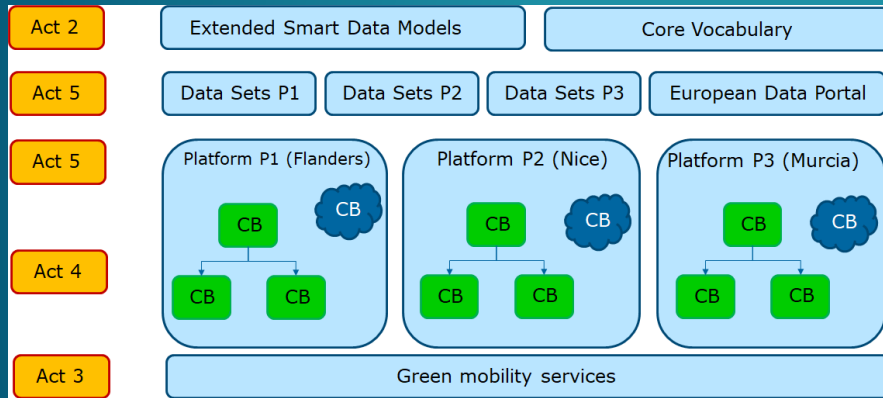 Act 2
Extended Smart Data Models
Core Vocabulary
Act 5
Data Sets P1
Data Sets P2
Data Sets P3
European Data Portal
Act 5
Platform P1 (Flanders)
Platform P2 (Nice)
Platform P3 (Murcia)
CB
CB
CB
CB
CB
CB
Act 4
CB
CB
CB
CB
CB
CB
Act 3
Green mobility services